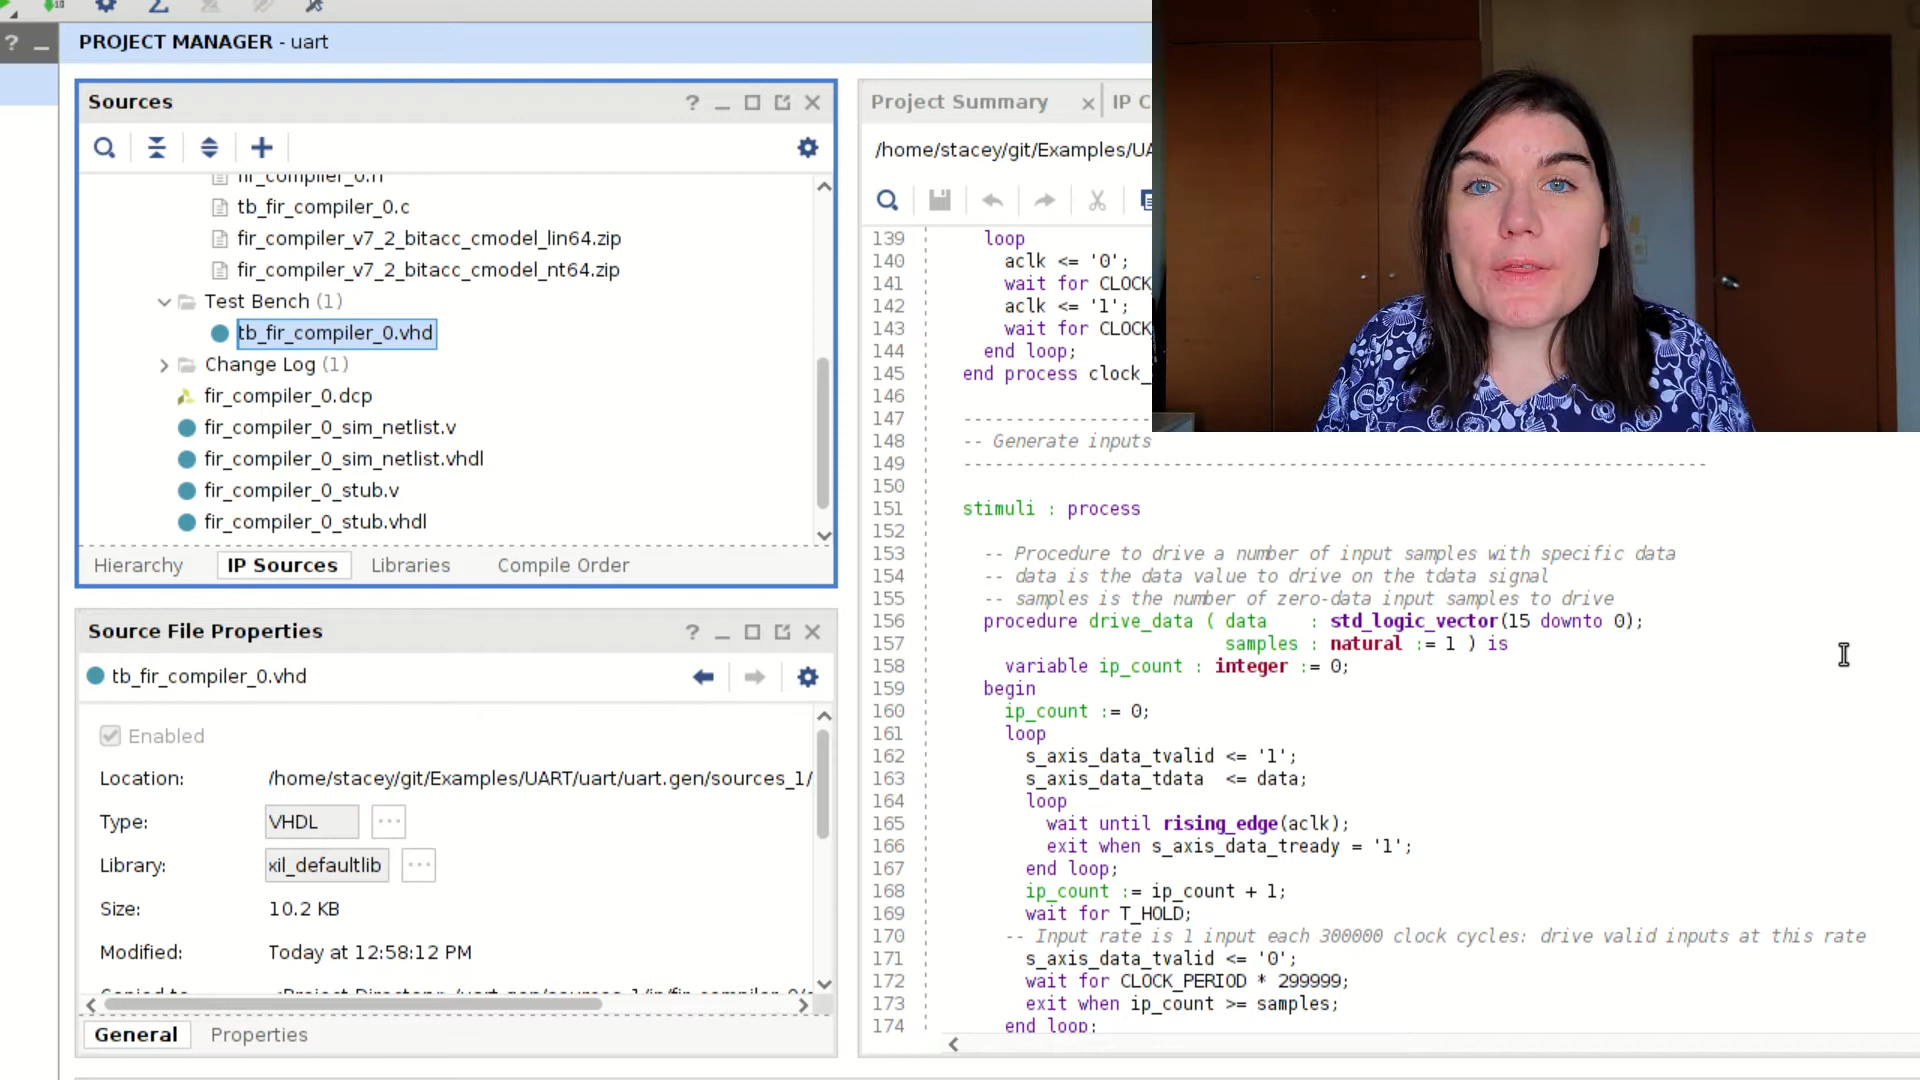 PROJECT MANAGER - uart
Sources
fir_compiler_0.h
tb_fir_compiler_0.c
fir_compiler_v7_2_bitacc_cmodel_lin64.zip
fir_compiler_v7_2_bitacc_cmodel_nt64.zip
Test Bench (1)
tb_fir_compiler_0.vhd
Change Log (1)
fir_compiler_0.dcp
fir_compiler_0_sim_netlist.v
fir_compiler_0_sim_netlist.vhdl
fir_compiler_0_stub.v
fir_compiler_0_stub.vhdl
Hierarchy IP Sources Libraries Compile Order
Source File Properties
tb_fir_compiler_0.vhd
Enabled
Location: /home/stacey/git/Examples/UART/uart/uart.gen/sources_1/
Type: VHDL ...
Library: xil_defaultlib ...
Size: 10.2 KB
Modified: Today at 12:58:12 PM
General Properties
Project Summary IP C
/home/stacey/git/Examples/UA
139 loop
140 aclk <= '0';
141 wait for CLOCK
142 aclk <= '1';
143 wait for CLOCK
144 end loop;
145 end process clock_
146
147 --------------------
148 -- Generate inputs
149 -----------------------------------------------------------------------
150
151 stimuli : process
152
153 -- Procedure to drive a number of input samples with specific data
154 -- data is the data value to drive on the tdata signal
155 -- samples is the number of zero-data input samples to drive
156 procedure drive_data ( data : std_logic_vector(15 downto 0);
157 samples : natural := 1 ) is
158 variable ip_count : integer := 0;
159 begin
160 ip_count := 0;
161 loop
162 s_axis_data_tvalid <= '1';
163 s_axis_data_tdata <= data;
164 loop
165 wait until rising_edge(aclk);
166 exit when s_axis_data_tready = '1';
167 end loop;
168 ip_count := ip_count + 1;
169 wait for T_HOLD;
170 -- Input rate is 1 input each 300000 clock cycles: drive valid inputs at this rate
171 s_axis_data_tvalid <= '0';
172 wait for CLOCK_PERIOD * 299999;
173 exit when ip_count >= samples;
174 end loop;